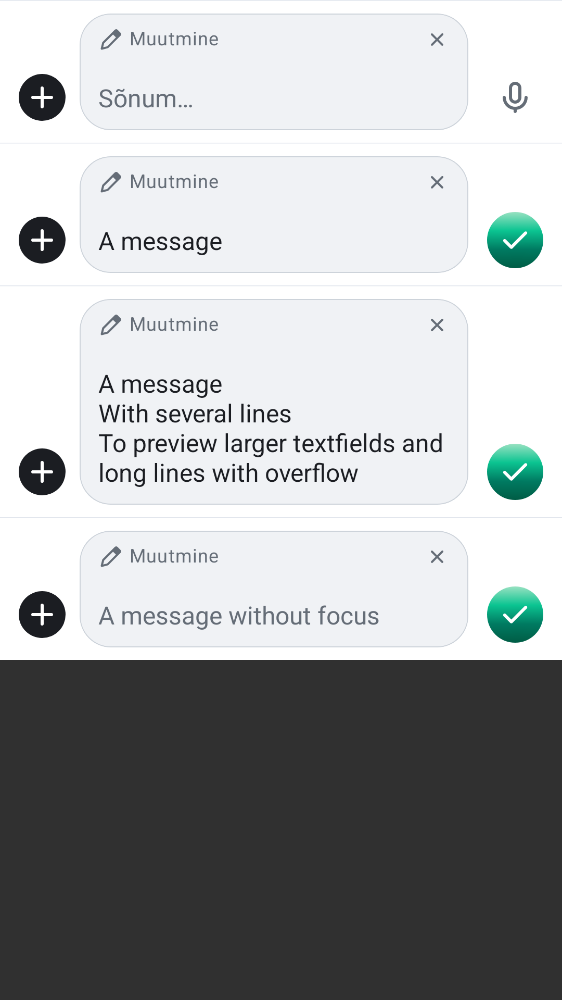 Muutmine
Sõnum…
Muutmine
A message
Muutmine
A message
With several lines
To preview larger textfields and
long lines with overflow
Muutmine
A message without focus